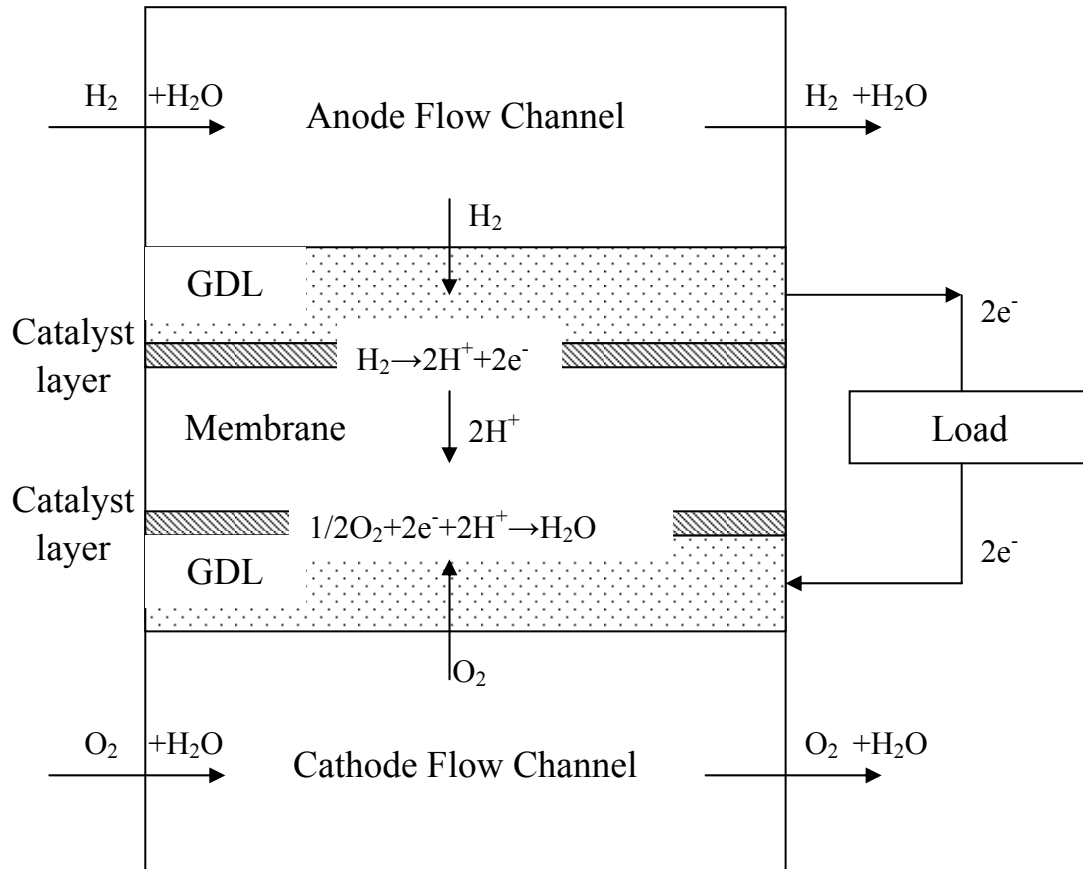 H₂ +H₂O
Anode Flow Channel
H₂ +H₂O
H₂
GDL
2e⁻
Catalyst
layer
H₂→2H⁺+2e⁻
Membrane
2H⁺
Load
Catalyst
layer
1/2O₂+2e⁻+2H⁺→H₂O
2e⁻
GDL
O₂
O₂ +H₂O
Cathode Flow Channel
O₂ +H₂O